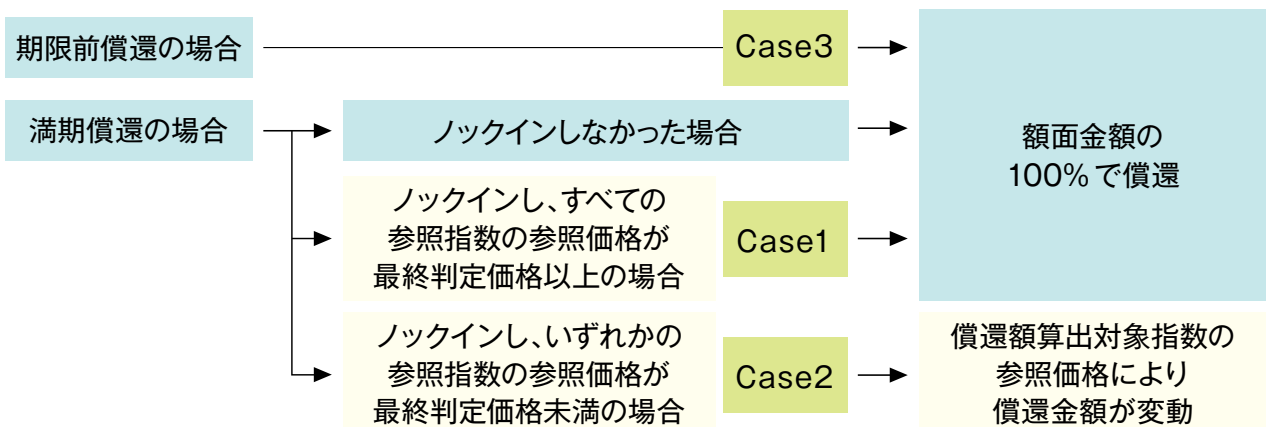 期限前償還の場合
Case3
満期償還の場合
ノックインしなかった場合
額面金額の
100%で償還
ノックインし、すべての
参照指数の参照価格が
最終判定価格以上の場合
Case1
ノックインし、いずれかの
参照指数の参照価格が
最終判定価格未満の場合
Case2
償還額算出対象指数の
参照価格により
償還金額が変動